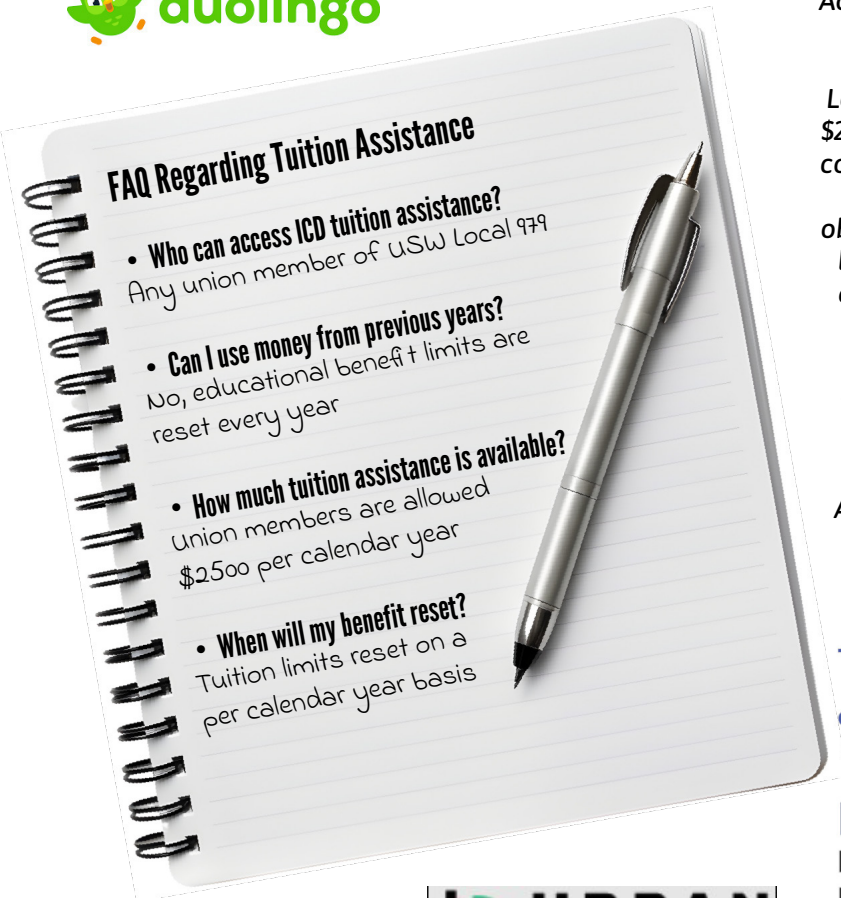 duolingo
FAQ Regarding Tuition Assistance
• Who can access ICD tuition assistance?
Any union member of USW Local 979
• Can I use money from previous years?
No, educational benefit limits are
reset every year
• How much tuition assistance is available?
Union members are allowed
$2500 per calendar year
• When will my benefit reset?
Tuition limits reset on a
per calendar year basis